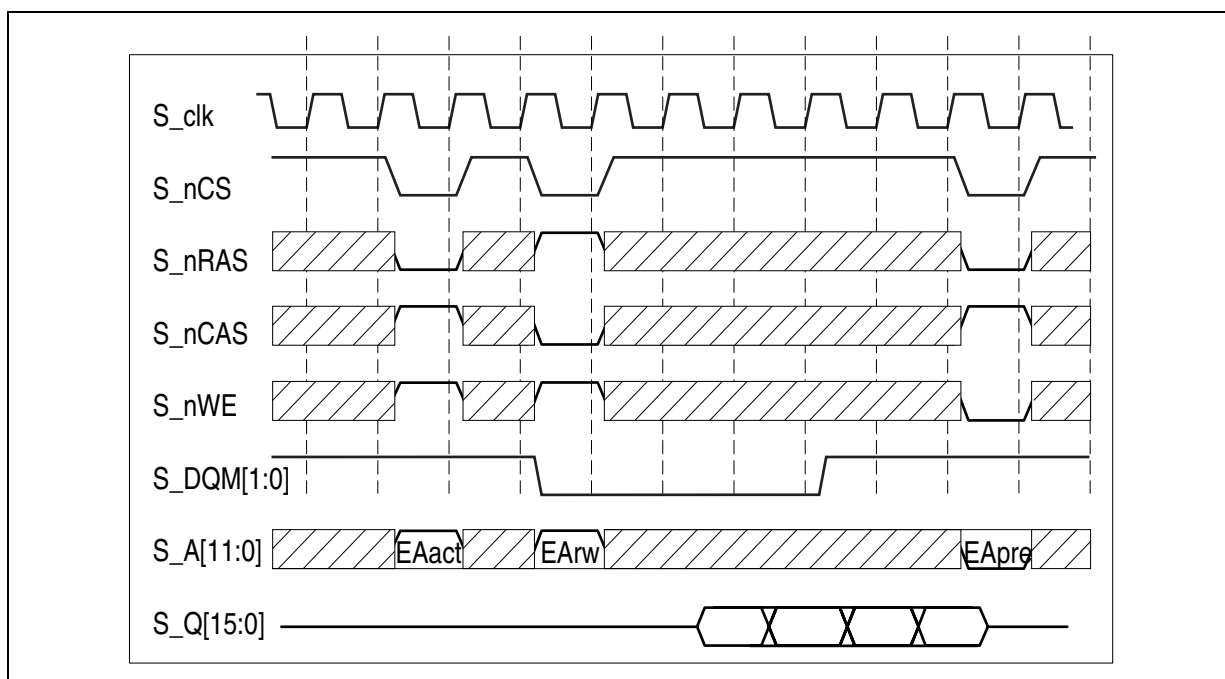 S_clk
S_nCS
S_nRAS
S_nCAS
S_nWE
S_DQM[1:0]
S_A[11:0] EAact EArw EApre
S_Q[15:0]